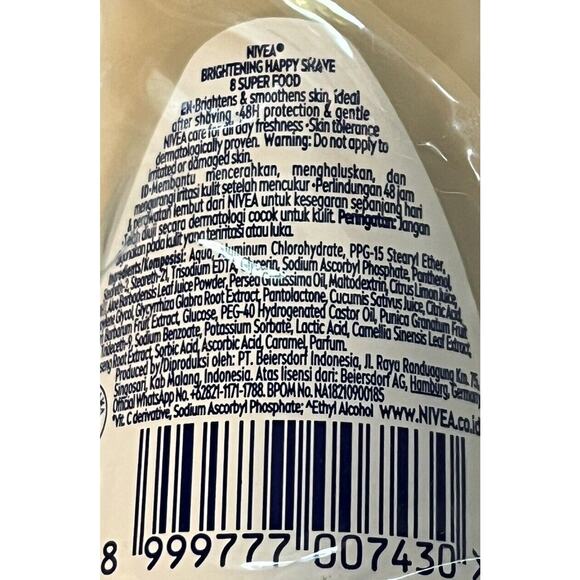 NIVEA®
BRIGHTENING HAPPY SHAVE
8 SUPER FOOD
EN•Brightens & smoothens skin, ideal
after shaving •48H protection & gentle
NIVEA care for all day freshness •Skin tolerance
dermatologically proven. Warning: Do not apply to
irritated or damaged skin.
ID•Membantu mencerahkan, menghaluskan, dan
mengurangi iritasi kulit setelah mencukur •Perlindungan 48 jam
& perawatan lembut dari NIVEA untuk kesegaran sepanjang hari
•Telah diuji secara dermatologi cocok untuk kulit. Peringatan: Jangan
digunakan pada kulit yang teriritasi atau luka.
Ingredients/Komposisi: Aqua, Aluminum Chlorohydrate, PPG-15 Stearyl Ether,
Steareth-2, Steareth-21, Trisodium EDTA, Glycerin, Sodium Ascorbyl Phosphate, Panthenol,
Barbadensis Leaf Juice Powder, Persea Gratissima Oil, Maltodextrin, Citrus Limon Juice,
Glycol, Glycyrrhiza Glabra Root Extract, Pantolactone, Cucumis Sativus Juice, Citric Acid,
Barbarum Fruit Extract, Glucose, PEG-40 Hydrogenated Castor Oil, Punica Granatum Fruit
Sodium Benzoate, Potassium Sorbate, Lactic Acid, Camellia Sinensis Leaf Extract,
Root Extract, Sorbic Acid, Ascorbic Acid, Caramel, Parfum.
Produced by/Diproduksi oleh: PT. Beiersdorf Indonesia, Jl. Raya Randuagung Km. 75,
Singosari, Kab Malang, Indonesia. Atas lisensi dari: Beiersdorf AG, Hamburg, Germany
Official WhatsApp No. +62821-1171-1788. BPOM No. NA18210900185
*Vit. C derivative, Sodium Ascorbyl Phosphate; ^Ethyl Alcohol www.NIVEA.co.id
8 999777 007430